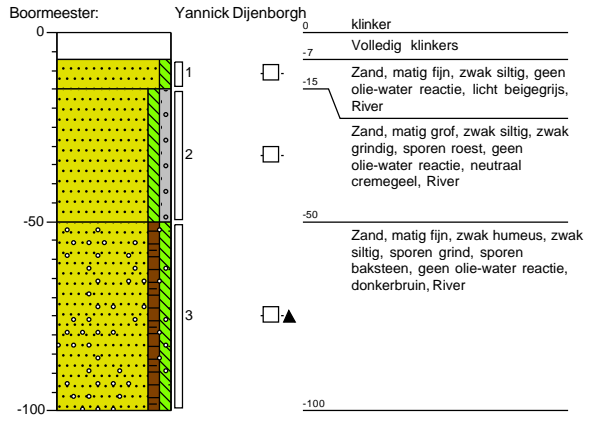 Boormeester: Yannick Dijenborgh
0
0 klinker
Volledig klinkers
-7
1
Zand, matig fijn, zwak siltig, geen
olie-water reactie, licht beigegrijs,
River
-15
2
Zand, matig grof, zwak siltig, zwak
grindig, sporen roest, geen
olie-water reactie, neutraal
cremegeel, River
-50
-50
3
Zand, matig fijn, zwak humeus, zwak
siltig, sporen grind, sporen
baksteen, geen olie-water reactie,
donkerbruin, River
-100
-100